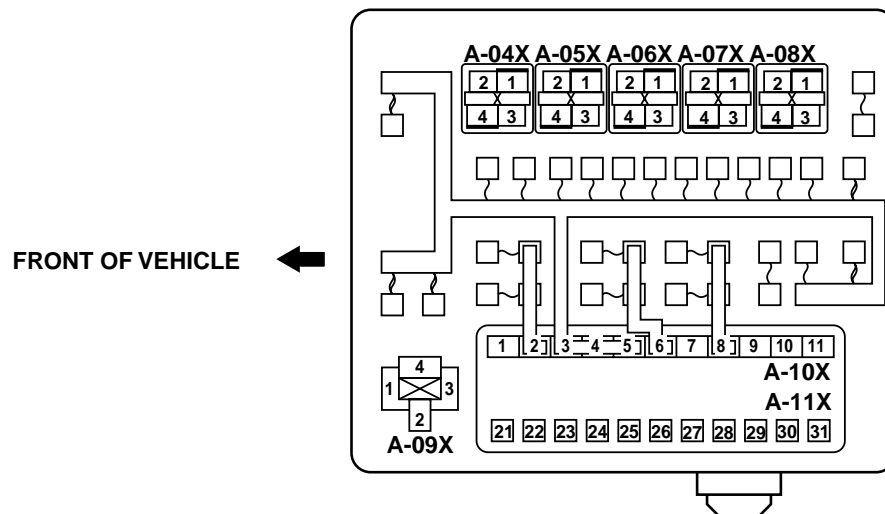 A-04X A-05X A-06X A-07X A-08X
2 1 2 1 2 1 2 1 2 1
4 3 4 3 4 3 4 3 4 3
FRONT OF VEHICLE
1 2 3 4 5 6 7 8 9 10 11
A-10X
4
1 3
2
A-09X
A-11X
21 22 23 24 25 26 27 28 29 30 31